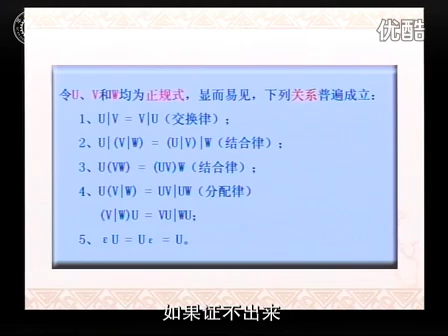 优酷
令U、V和W均为正规式，显而易见，下列关系普遍成立：
1、U|V = V|U（交换律）；
2、U|(V|W) = (U|V)|W（结合律）；
3、U(VW) = (UV)W（结合律）；
4、U(V|W) = UV|UW（分配律）
(V|W)U = VU|WU；
5、εU = Uε = U。
如果证不出来